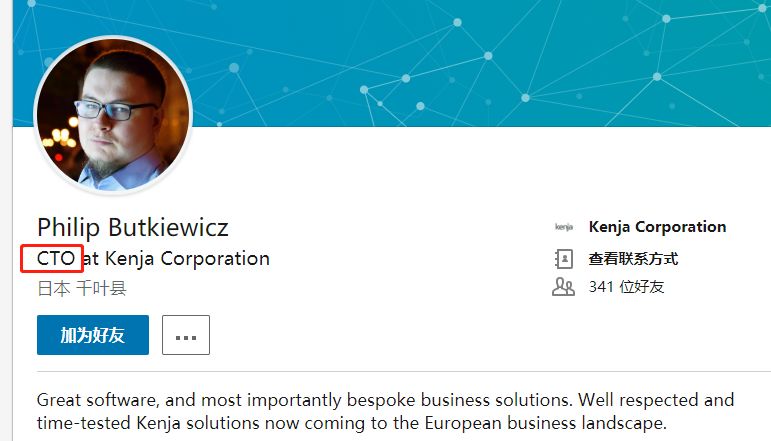 Philip Butkiewicz
CTO at Kenja Corporation
日本 千叶县
加为好友
...
kenja
Kenja Corporation
查看联系方式
341 位好友
Great software, and most importantly bespoke business solutions. Well respected and
time-tested Kenja solutions now coming to the European business landscape.